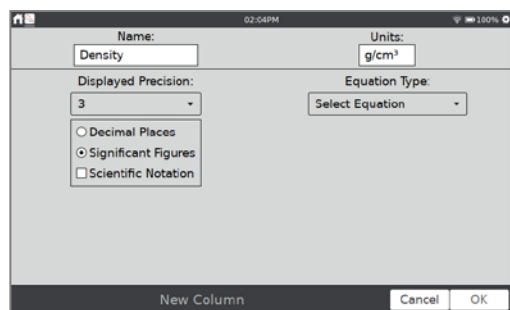 02:04PM
100%
Name:
Units:
Density
g/cm³
Displayed Precision:
Equation Type:
3
Select Equation
Decimal Places
Significant Figures
Scientific Notation
New Column
Cancel
OK